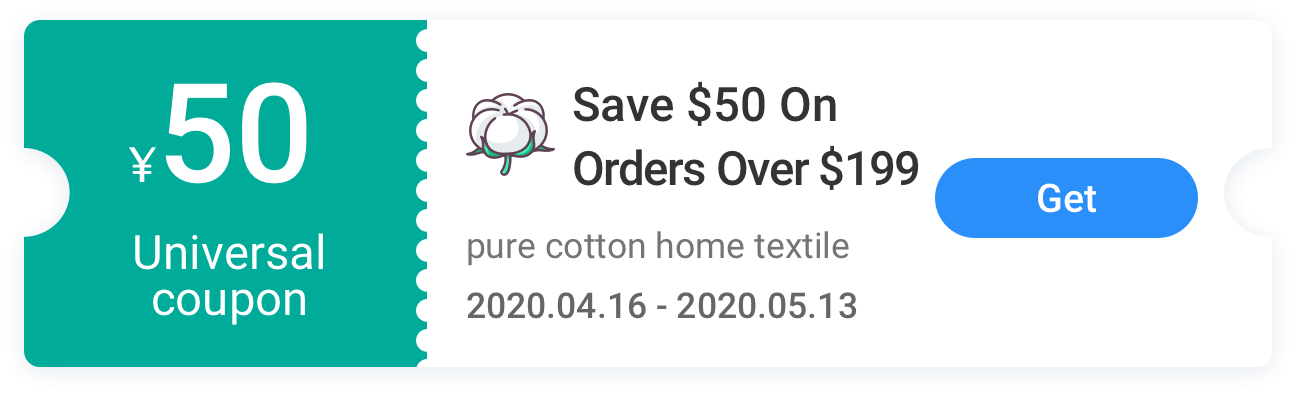 ¥50
Universal
coupon
Save $50 On
Orders Over $199
pure cotton home textile
2020.04.16 - 2020.05.13
Get